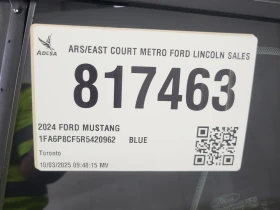 ADESA
ARS/EAST COURT METRO FORD LINCOLN SALES
817463
2024 FORD MUSTANG
1FA6P8CF5R5420962 BLUE
Toronto
10/03/2025 09:48:15 MV